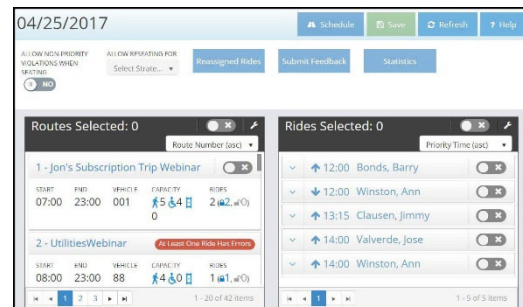 04/25/2017
Schedule
Save
Refresh
? Help
ALLOW NON-PRIORITY
VIOLATIONS WHEN
SEATING
NO
ALLOW RESEATING FOR
Select Strate...
Reassigned Rides
Submit Feedback
Statistics
Routes Selected: 0
Route Number (asc)
1 - Jon's Subscription Trip Webinar
START END VEHICLE CAPACITY RIDES
07:00 23:00 001 5 4 0 2 (2, 0)
2 - UtilitiesWebinar
At Least One Ride Has Errors
START END VEHICLE CAPACITY RIDES
08:00 23:00 88 4 0 0 1 (1, 0)
1 2 3
1 - 20 of 42 items
Rides Selected: 0
Priority Time (asc)
12:00 Bonds, Barry
12:00 Winston, Ann
13:15 Clausen, Jimmy
14:00 Valverde, Jose
14:00 Winston, Ann
1
1 - 5 of 5 items